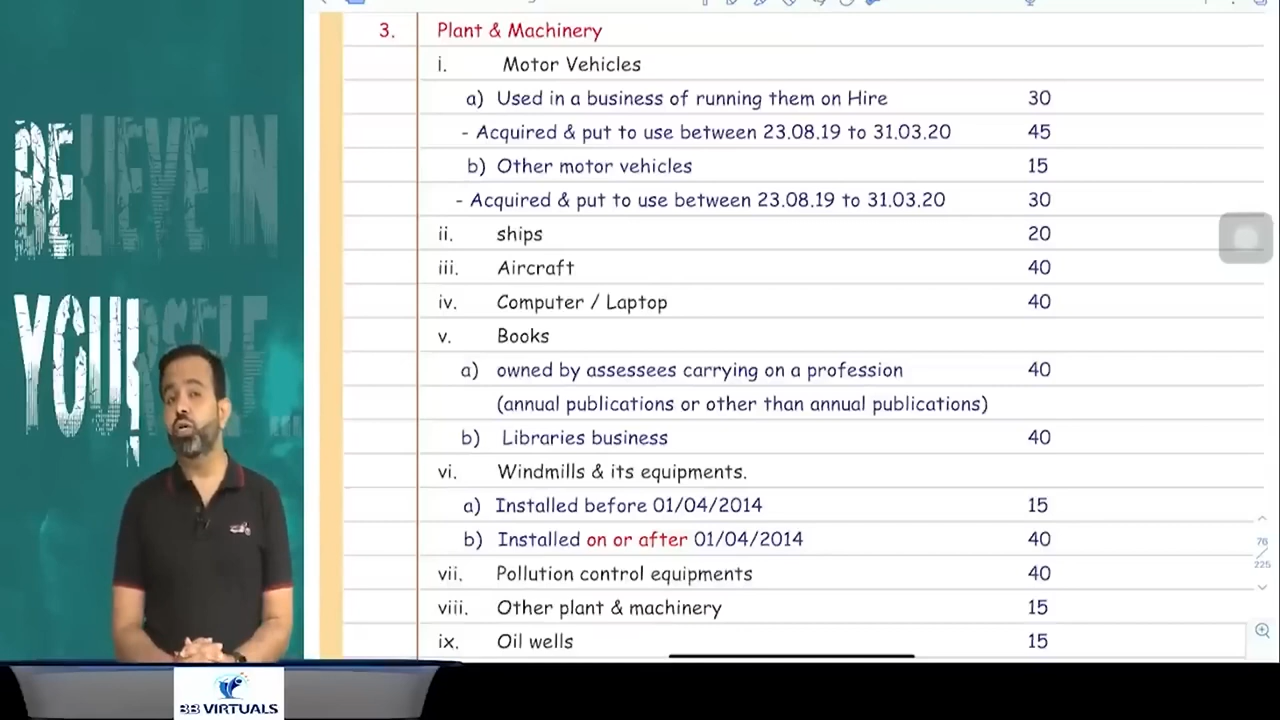 BELIEVE IN
YOURSELF...
BB VIRTUALS
3. Plant & Machinery
i. Motor Vehicles
a) Used in a business of running them on Hire 30
- Acquired & put to use between 23.08.19 to 31.03.20 45
b) Other motor vehicles 15
- Acquired & put to use between 23.08.19 to 31.03.20 30
ii. ships 20
iii. Aircraft 40
iv. Computer / Laptop 40
v. Books
a) owned by assessees carrying on a profession 40
(annual publications or other than annual publications)
b) Libraries business 40
vi. Windmills & its equipments.
a) Installed before 01/04/2014 15
b) Installed on or after 01/04/2014 40
vii. Pollution control equipments 40
viii. Other plant & machinery 15
ix. Oil wells 15
76
225